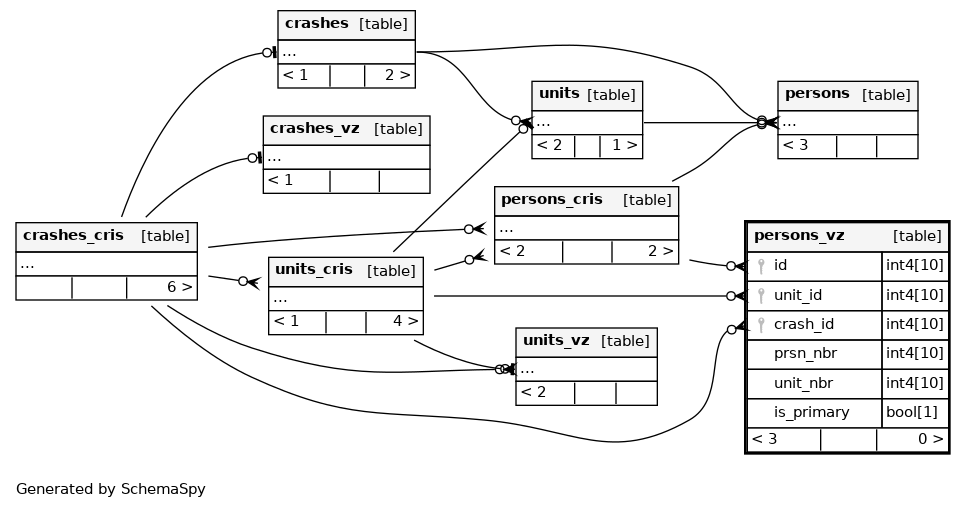 crashes [table]
...
< 1 2 >
crashes_vz [table]
...
< 1
units [table]
...
< 2 1 >
persons [table]
...
< 3
crashes_cris [table]
...
6 >
persons_cris [table]
...
< 2 2 >
units_cris [table]
...
< 1 4 >
units_vz [table]
...
< 2
persons_vz [table]
id int4[10]
unit_id int4[10]
crash_id int4[10]
prsn_nbr int4[10]
unit_nbr int4[10]
is_primary bool[1]
< 3 0 >
Generated by SchemaSpy